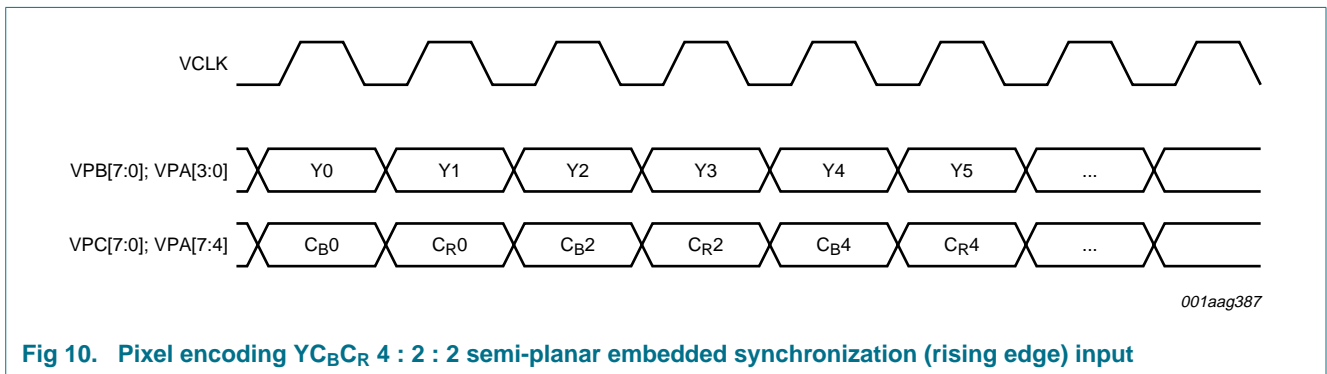 VCLK
VPB[7:0]; VPA[3:0] Y0 Y1 Y2 Y3 Y4 Y5 ...
VPC[7:0]; VPA[7:4] CB0 CR0 CB2 CR2 CB4 CR4 ...
001aag387
Fig 10. Pixel encoding YCBCR 4 : 2 : 2 semi-planar embedded synchronization (rising edge) input